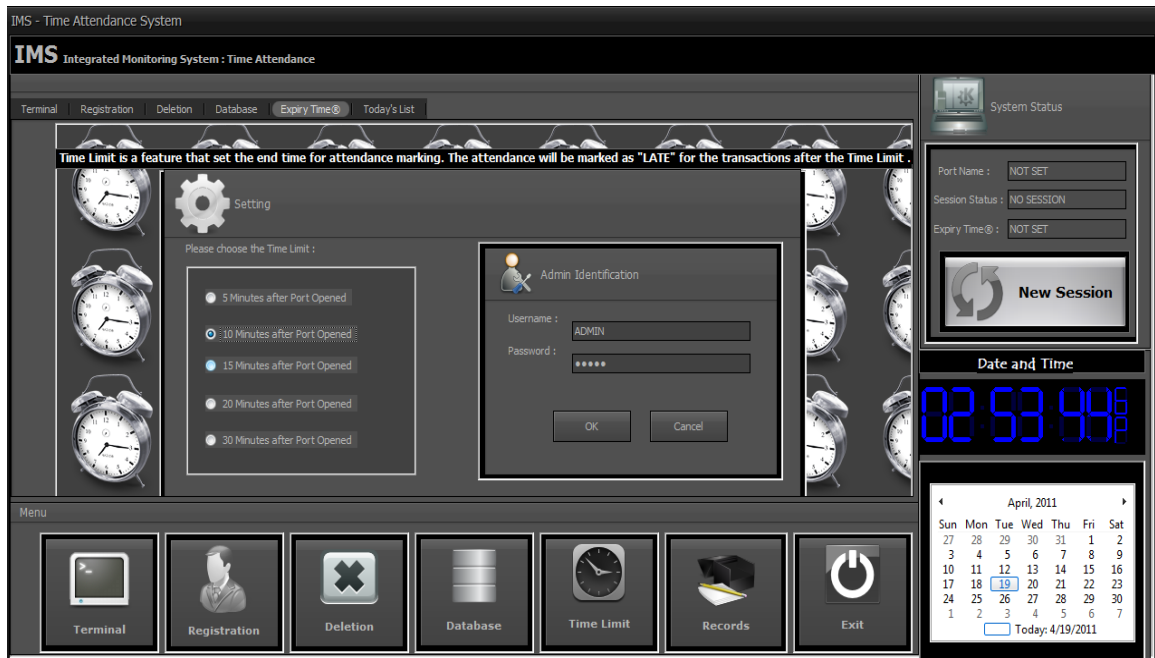 IMS - Time Attendance System
IMS Integrated Monitoring System : Time Attendance
Terminal Registration Deletion Database Expiry Time® Today's List
Time Limit is a feature that set the end time for attendance marking. The attendance will be marked as "LATE" for the transactions after the Time Limit .
Setting
Please choose the Time Limit :
5 Minutes after Port Opened
10 Minutes after Port Opened
15 Minutes after Port Opened
20 Minutes after Port Opened
30 Minutes after Port Opened
Admin Identification
Username :
ADMIN
Password :
•••••
OK Cancel
System Status
Port Name : NOT SET
Session Status : NO SESSION
Expiry Time® : NOT SET
New Session
Date and Time
02 53 44
April, 2011
Sun Mon Tue Wed Thu Fri Sat
27 28 29 30 31 1 2
3 4 5 6 7 8 9
10 11 12 13 14 15 16
17 18 19 20 21 22 23
24 25 26 27 28 29 30
1 2 3 4 5 6 7
Today: 4/19/2011
Menu
Terminal
Registration
Deletion
Database
Time Limit
Records
Exit